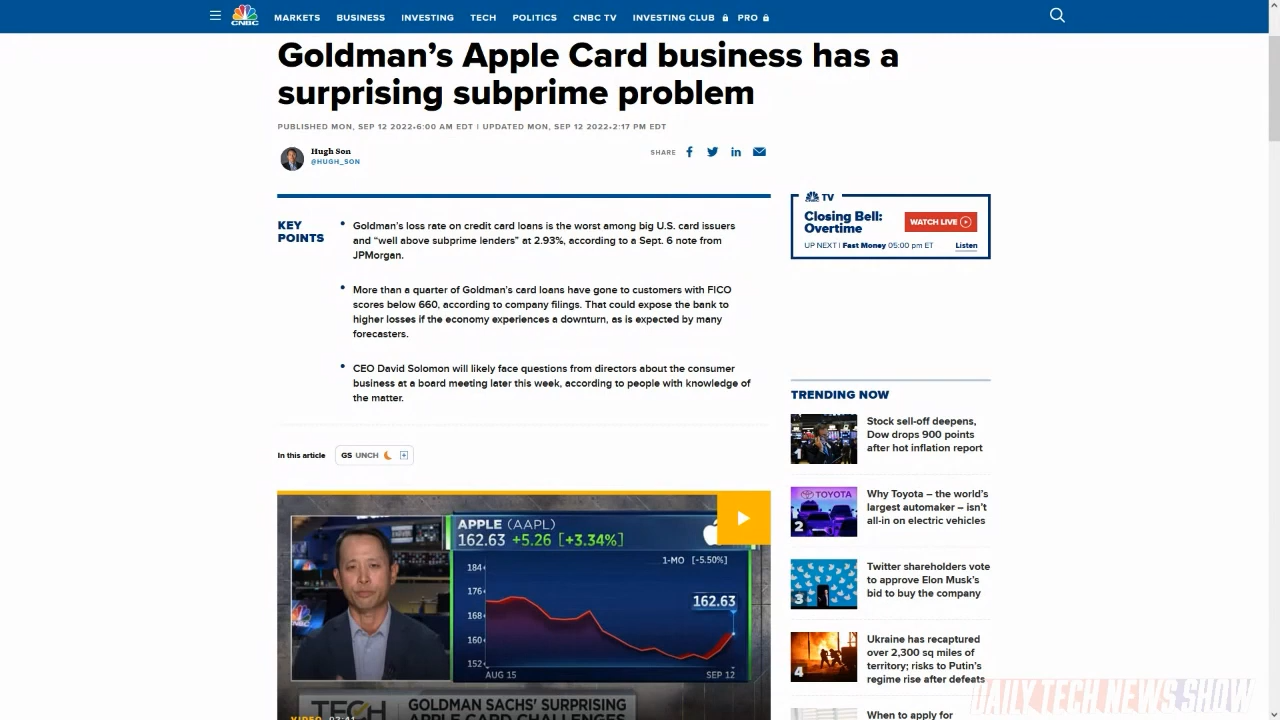 CNBC
MARKETS
BUSINESS
INVESTING
TECH
POLITICS
CNBC TV
INVESTING CLUB
PRO
Goldman's Apple Card business has a
surprising subprime problem
PUBLISHED MON, SEP 12 2022•6:00 AM EDT | UPDATED MON, SEP 12 2022•2:17 PM EDT
Hugh Son
@HUGH_SON
SHARE
KEY
POINTS
Goldman's loss rate on credit card loans is the worst among big U.S. card issuers
and “well above subprime lenders” at 2.93%, according to a Sept. 6 note from
JPMorgan.
More than a quarter of Goldman's card loans have gone to customers with FICO
scores below 660, according to company filings. That could expose the bank to
higher losses if the economy experiences a downturn, as is expected by many
forecasters.
CEO David Solomon will likely face questions from directors about the consumer
business at a board meeting later this week, according to people with knowledge of
the matter.
In this article
GS UNCH
APPLE (AAPL)
162.63 +5.26 [+3.34%]
1-MO [-5.50%]
184
176
168
160
152
162.63
AUG 15
SEP 12
TECH
GOLDMAN SACHS' SURPRISING
APPLE CARD CHALLENGES
VIDEO 02:41
TV
Closing Bell:
Overtime
WATCH LIVE
UP NEXT | Fast Money 05:00 pm ET
Listen
TRENDING NOW
1
Stock sell-off deepens,
Dow drops 900 points
after hot inflation report
TOYOTA
2
Why Toyota – the world's
largest automaker – isn't
all-in on electric vehicles
3
Twitter shareholders vote
to approve Elon Musk's
bid to buy the company
4
Ukraine has recaptured
over 2,300 sq miles of
territory; risks to Putin's
regime rise after defeats
When to apply for
DAILY TECH NEWS SHOW